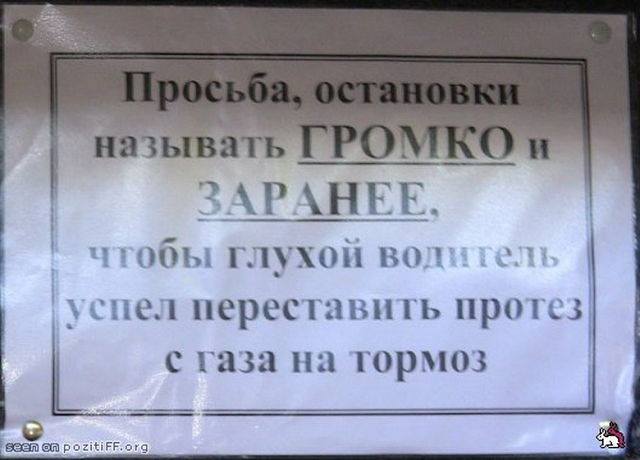 Просьба, остановки
называть ГРОМКО и
ЗАРАНЕЕ,
чтобы глухой водитель
успел переставить протез
с газа на тормоз
seen on pozitiFF.org